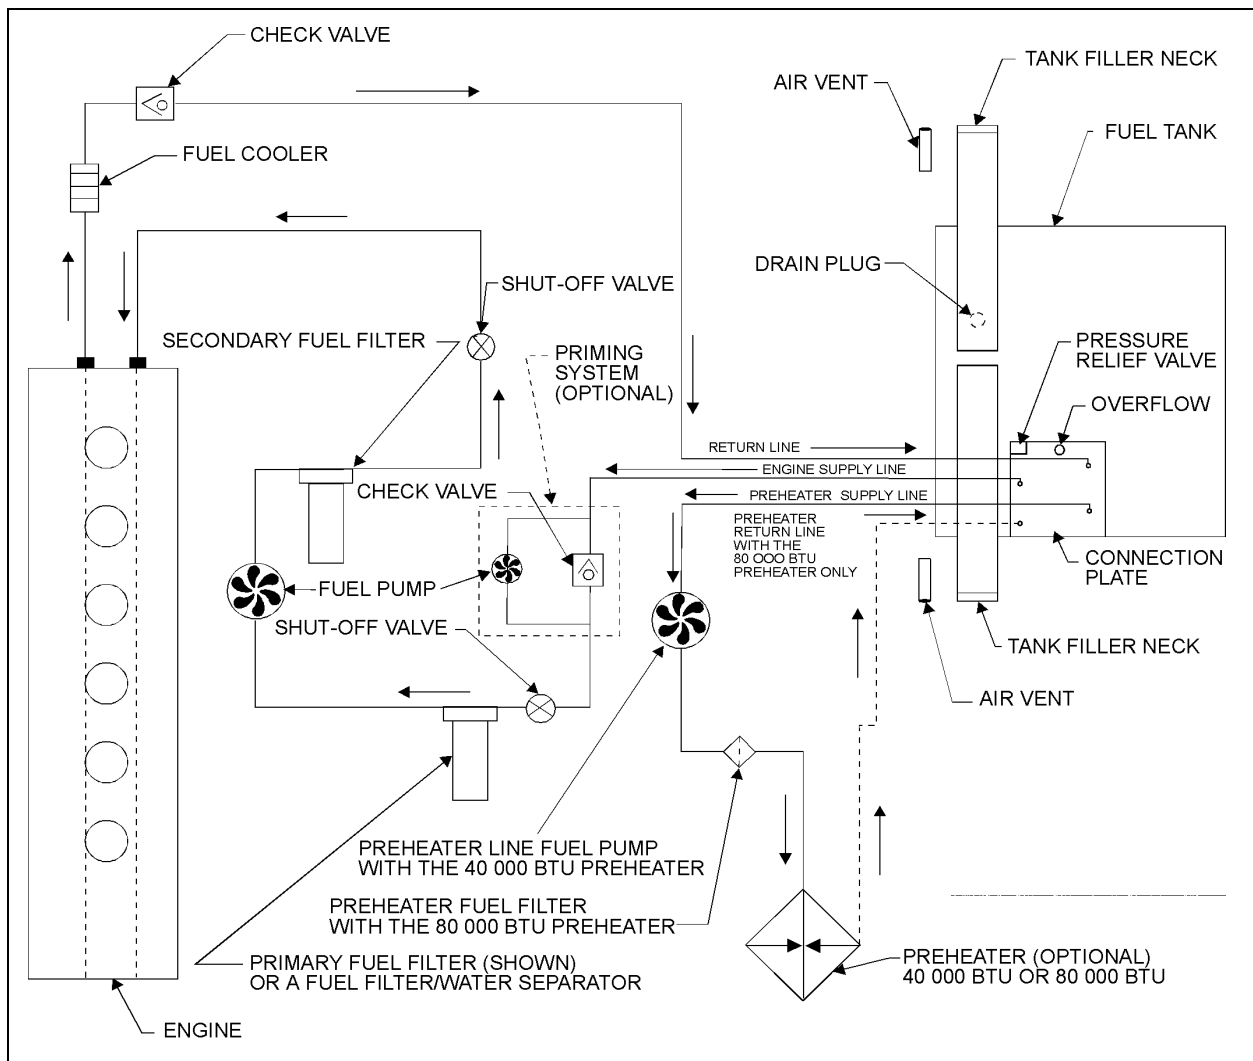 CHECK VALVE
TANK FILLER NECK
AIR VENT
FUEL TANK
FUEL COOLER
DRAIN PLUG
SHUT-OFF VALVE
SECONDARY FUEL FILTER
PRIMING
SYSTEM
(OPTIONAL)
PRESSURE
RELIEF VALVE
OVERFLOW
RETURN LINE
ENGINE SUPPLY LINE
CHECK VALVE
PREHEATER SUPPLY LINE
PREHEATER
RETURN LINE
WITH THE
80 OOO BTU
PREHEATER ONLY
CONNECTION
PLATE
FUEL PUMP
SHUT-OFF VALVE
TANK FILLER NECK
AIR VENT
PREHEATER LINE FUEL PUMP
WITH THE 40 000 BTU PREHEATER
PREHEATER FUEL FILTER
WITH THE 80 000 BTU PREHEATER
PRIMARY FUEL FILTER (SHOWN)
OR A FUEL FILTER/WATER SEPARATOR
PREHEATER (OPTIONAL)
40 000 BTU OR 80 000 BTU
ENGINE